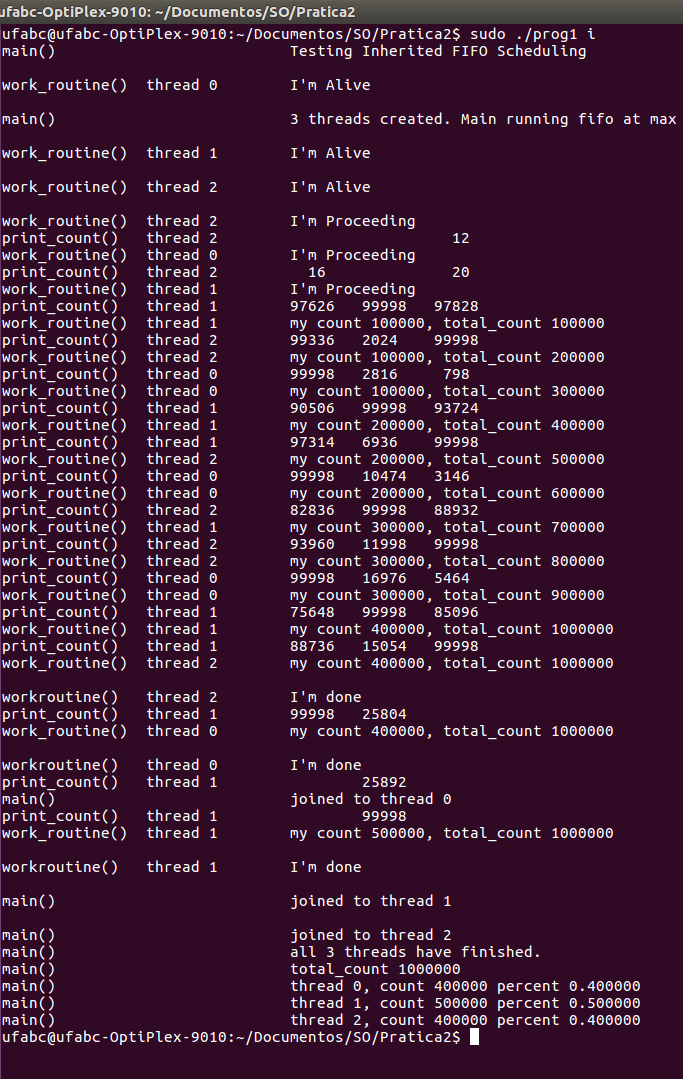 ufabc@ufabc-OptiPlex-9010: ~/Documentos/SO/Pratica2
ufabc@ufabc-OptiPlex-9010:~/Documentos/SO/Pratica2$ sudo ./prog1 i
main() Testing Inherited FIFO Scheduling
work_routine() thread 0 I'm Alive
main() 3 threads created. Main running fifo at max
work_routine() thread 1 I'm Alive
work_routine() thread 2 I'm Alive
work_routine() thread 2 I'm Proceeding
print_count() thread 2 12
work_routine() thread 0 I'm Proceeding
print_count() thread 2 16 20
work_routine() thread 1 I'm Proceeding
print_count() thread 1 97626 99998 97828
work_routine() thread 1 my count 100000, total_count 100000
print_count() thread 2 99336 2024 99998
work_routine() thread 2 my count 100000, total_count 200000
print_count() thread 0 99998 2816 798
work_routine() thread 0 my count 100000, total_count 300000
print_count() thread 1 90506 99998 93724
work_routine() thread 1 my count 200000, total_count 400000
print_count() thread 1 97314 6936 99998
work_routine() thread 2 my count 200000, total_count 500000
print_count() thread 0 99998 10474 3146
work_routine() thread 0 my count 200000, total_count 600000
print_count() thread 2 82836 99998 88932
work_routine() thread 1 my count 300000, total_count 700000
print_count() thread 2 93960 11998 99998
work_routine() thread 2 my count 300000, total_count 800000
print_count() thread 0 99998 16976 5464
work_routine() thread 0 my count 300000, total_count 900000
print_count() thread 1 75648 99998 85096
work_routine() thread 1 my count 400000, total_count 1000000
print_count() thread 1 88736 15054 99998
work_routine() thread 2 my count 400000, total_count 1000000
workroutine() thread 2 I'm done
print_count() thread 1 99998 25804
work_routine() thread 0 my count 400000, total_count 1000000
workroutine() thread 0 I'm done
print_count() thread 1 25892
main() joined to thread 0
print_count() thread 1 99998
work_routine() thread 1 my count 500000, total_count 1000000
workroutine() thread 1 I'm done
main() joined to thread 1
main() joined to thread 2
main() all 3 threads have finished.
main() total_count 1000000
main() thread 0, count 400000 percent 0.400000
main() thread 1, count 500000 percent 0.500000
main() thread 2, count 400000 percent 0.400000
ufabc@ufabc-OptiPlex-9010:~/Documentos/SO/Pratica2$